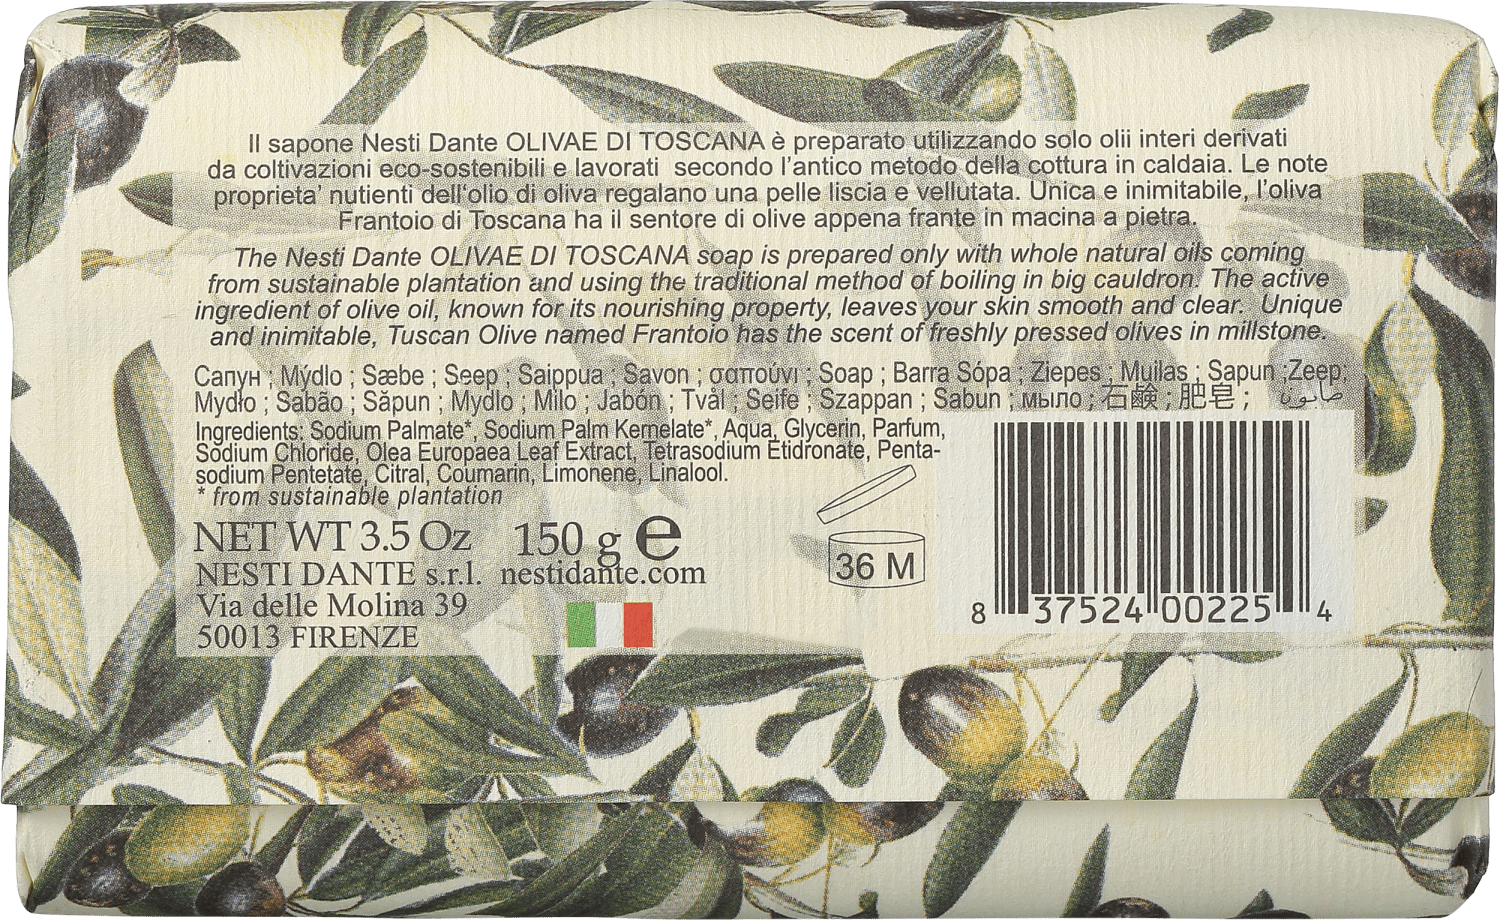 Il sapone Nesti Dante OLIVAE DI TOSCANA è preparato utilizzando solo olii interi derivati
da coltivazioni eco-sostenibili e lavorati secondo l'antico metodo della cottura in caldaia. Le note
proprieta' nutienti dell'olio di oliva regalano una pelle liscia e vellutata. Unica e inimitabile, l'oliva
Frantoio di Toscana ha il sentore di olive appena frante in macina a pietra.
The Nesti Dante OLIVAE DI TOSCANA soap is prepared only with whole natural oils coming
from sustainable plantation and using the traditional method of boiling in big cauldron. The active
ingredient of olive oil, known for its nourishing property, leaves your skin smooth and clear. Unique
and inimitable, Tuscan Olive named Frantoio has the scent of freshly pressed olives in millstone.
Сапун ; Mýdlo ; Sæbe ; Seep ; Saippua ; Savon ; σαπούνι ; Soap ; Barra Sópa ; Ziepes ; Muilas ; Sapun ;Zeep;
Mydło ; Sabão ; Săpun ; Mydlo ; Milo ; Jabón ; Tvål ; Seife ; Szappan ; Sabun ; мыло ; 石鹸 ; 肥皂 ; صابون
Ingredients: Sodium Palmate*, Sodium Palm Kernelate*, Aqua, Glycerin, Parfum,
Sodium Chloride, Olea Europaea Leaf Extract, Tetrasodium Etidronate, Penta-
sodium Pentetate, Citral, Coumarin, Limonene, Linalool.
* from sustainable plantation
NET WT 3.5 Oz 150 g e
NESTI DANTE s.r.l. nestidante.com
Via delle Molina 39
50013 FIRENZE
36 M
8 37524 00225 4